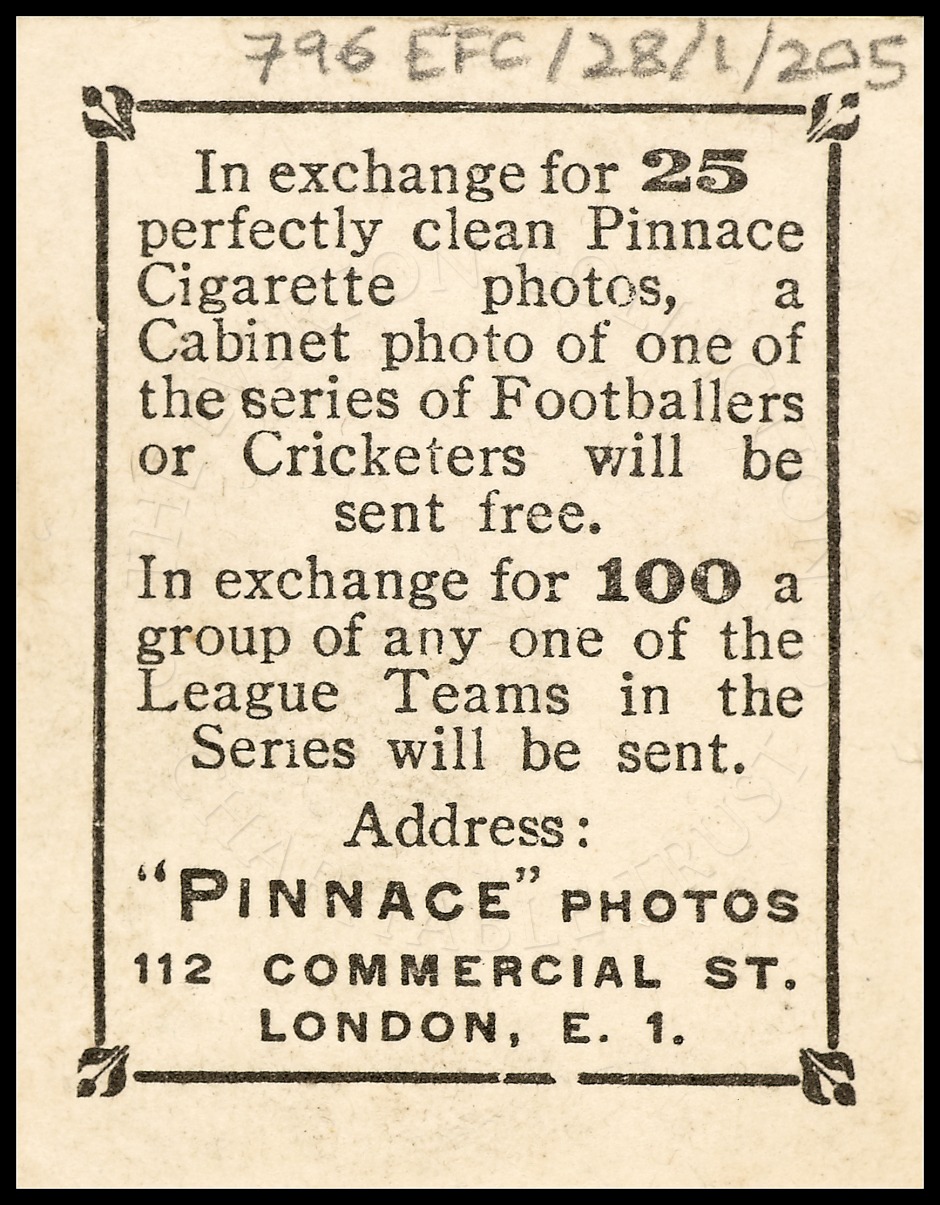 796 EFC/28/1/205
In exchange for 25
perfectly clean Pinnace
Cigarette photos, a
Cabinet photo of one of
the series of Footballers
or Cricketers will be
sent free.
In exchange for 100 a
group of any one of the
League Teams in the
Series will be sent.
Address:
"PINNACE" PHOTOS
112 COMMERCIAL ST.
LONDON, E. 1.